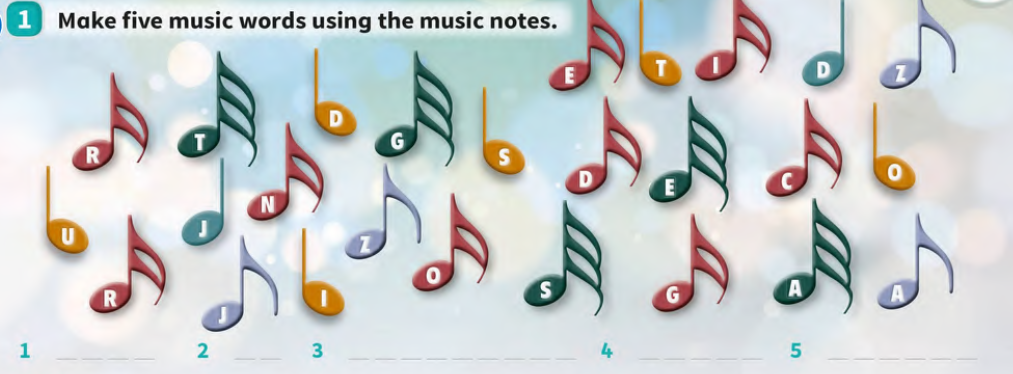 1 Make five music words using the music notes.
E T I D Z
R T D G S D E C O
U J N Z O
R J I S G A A
1 _ _ _ _ 2 _ _ 3 _ _ _ _ _ _ _ _ _ 4 _ _ _ _ _ 5 _ _ _ _ _ _